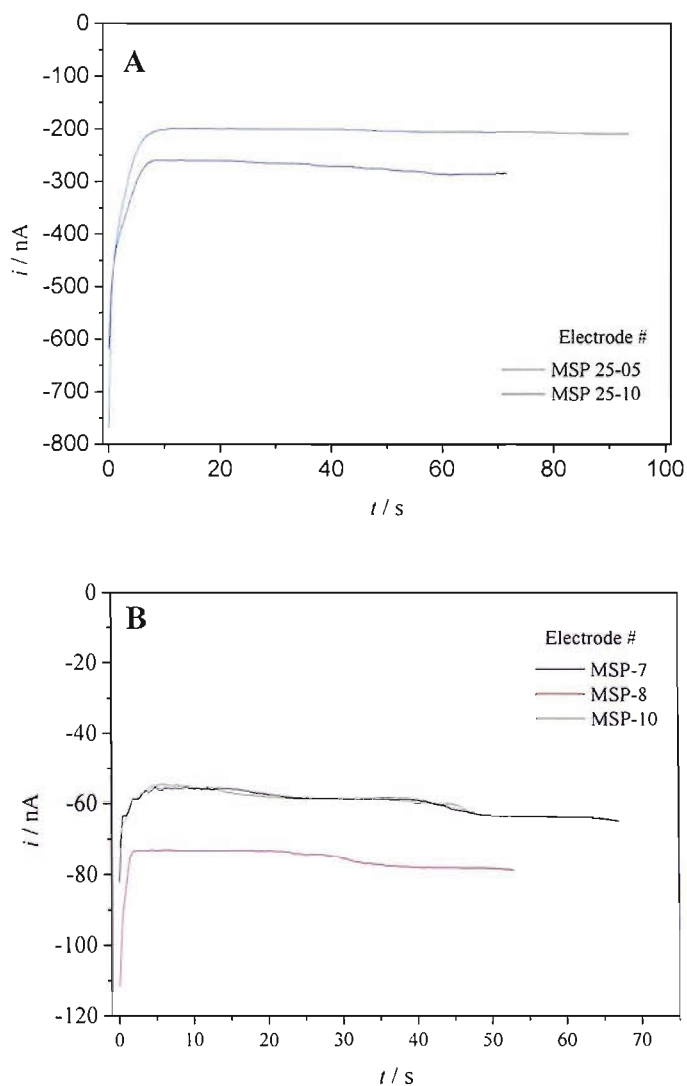 0
-100
-200
-300
-400
-500
-600
-700
-800
i / nA
A
Electrode #
MSP 25-05
MSP 25-10
0 20 40 60 80 100
t / s
0
-20
-40
-60
-80
-100
-120
i / nA
B
Electrode #
MSP-7
MSP-8
MSP-10
0 10 20 30 40 50 60 70
t / s